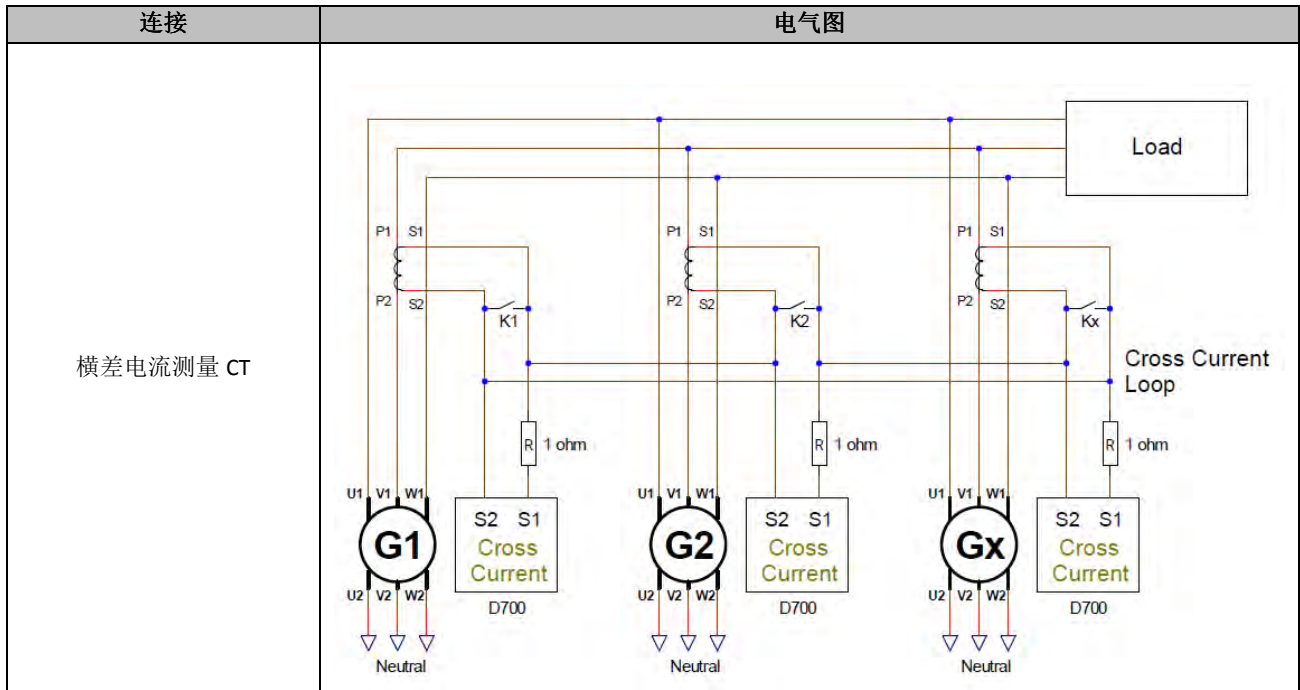 连接
电气图
横差电流测量 CT
Load
P1 S1
P2 S2
K1
P1 S1
P2 S2
K2
P1 S1
P2 S2
Kx
Cross Current
Loop
R 1 ohm
R 1 ohm
R 1 ohm
U1 V1 W1
G1
U2 V2 W2
Neutral
S2 S1
Cross
Current
D700
U1 V1 W1
G2
U2 V2 W2
Neutral
S2 S1
Cross
Current
D700
U1 V1 W1
Gx
U2 V2 W2
Neutral
S2 S1
Cross
Current
D700